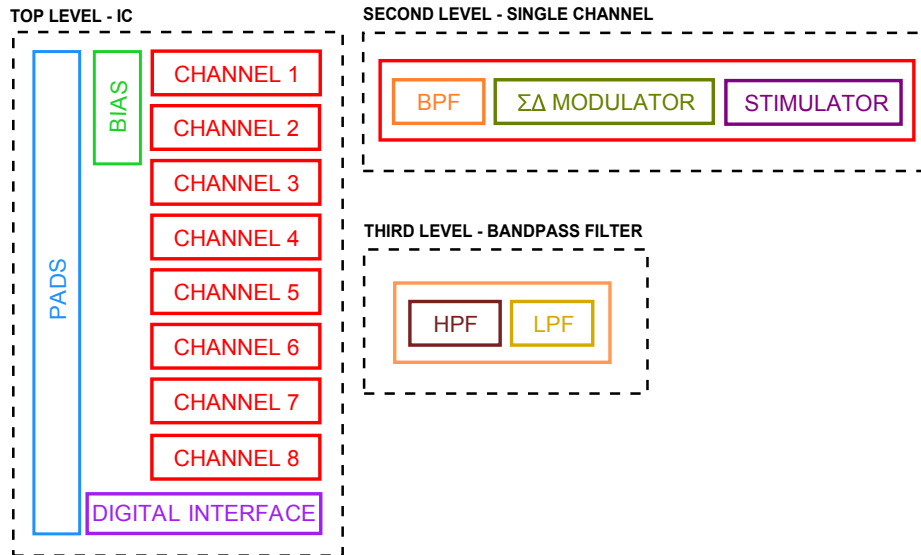 TOP LEVEL - IC
PADS
BIAS
CHANNEL 1
CHANNEL 2
CHANNEL 3
CHANNEL 4
CHANNEL 5
CHANNEL 6
CHANNEL 7
CHANNEL 8
DIGITAL INTERFACE
SECOND LEVEL - SINGLE CHANNEL
BPF
ΣΔ MODULATOR
STIMULATOR
THIRD LEVEL - BANDPASS FILTER
HPF
LPF